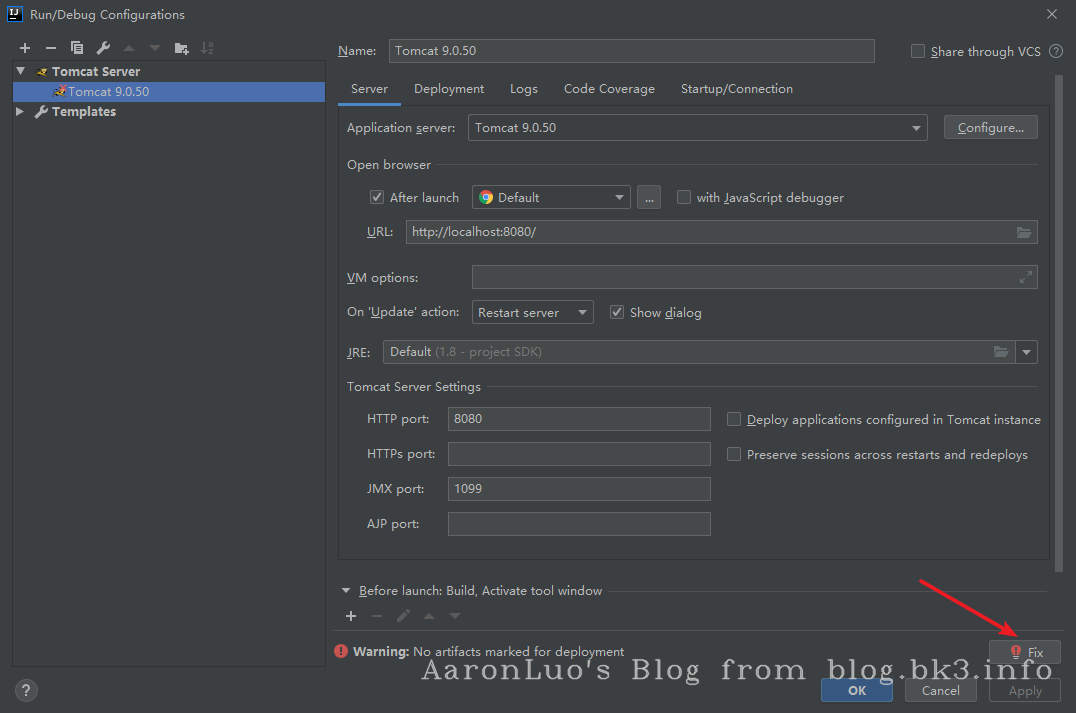 IJ Run/Debug Configurations
Name: Tomcat 9.0.50 Share through VCS ?
Tomcat Server
Tomcat 9.0.50
Templates
Server Deployment Logs Code Coverage Startup/Connection
Application server: Tomcat 9.0.50 Configure...
Open browser
After launch Default ... with JavaScript debugger
URL: http://localhost:8080/
VM options:
On 'Update' action: Restart server Show dialog
JRE: Default (1.8 - project SDK)
Tomcat Server Settings
HTTP port: 8080 Deploy applications configured in Tomcat instance
HTTPs port: Preserve sessions across restarts and redeploys
JMX port: 1099
AJP port:
Before launch: Build, Activate tool window
Warning: No artifacts marked for deployment Fix
AaronLuo's Blog from blog.bk3.info
? OK Cancel Apply